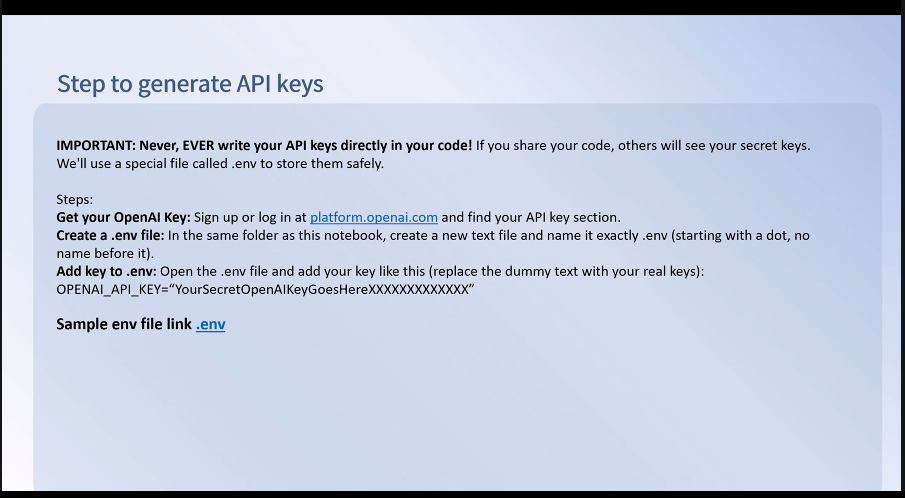 Step to generate API keys
IMPORTANT: Never, EVER write your API keys directly in your code! If you share your code, others will see your secret keys.
We'll use a special file called .env to store them safely.
Steps:
Get your OpenAI Key: Sign up or log in at platform.openai.com and find your API key section.
Create a .env file: In the same folder as this notebook, create a new text file and name it exactly .env (starting with a dot, no
name before it).
Add key to .env: Open the .env file and add your key like this (replace the dummy text with your real keys):
OPENAI_API_KEY=“YourSecretOpenAIKeyGoesHereXXXXXXXXXXXXX”
Sample env file link .env